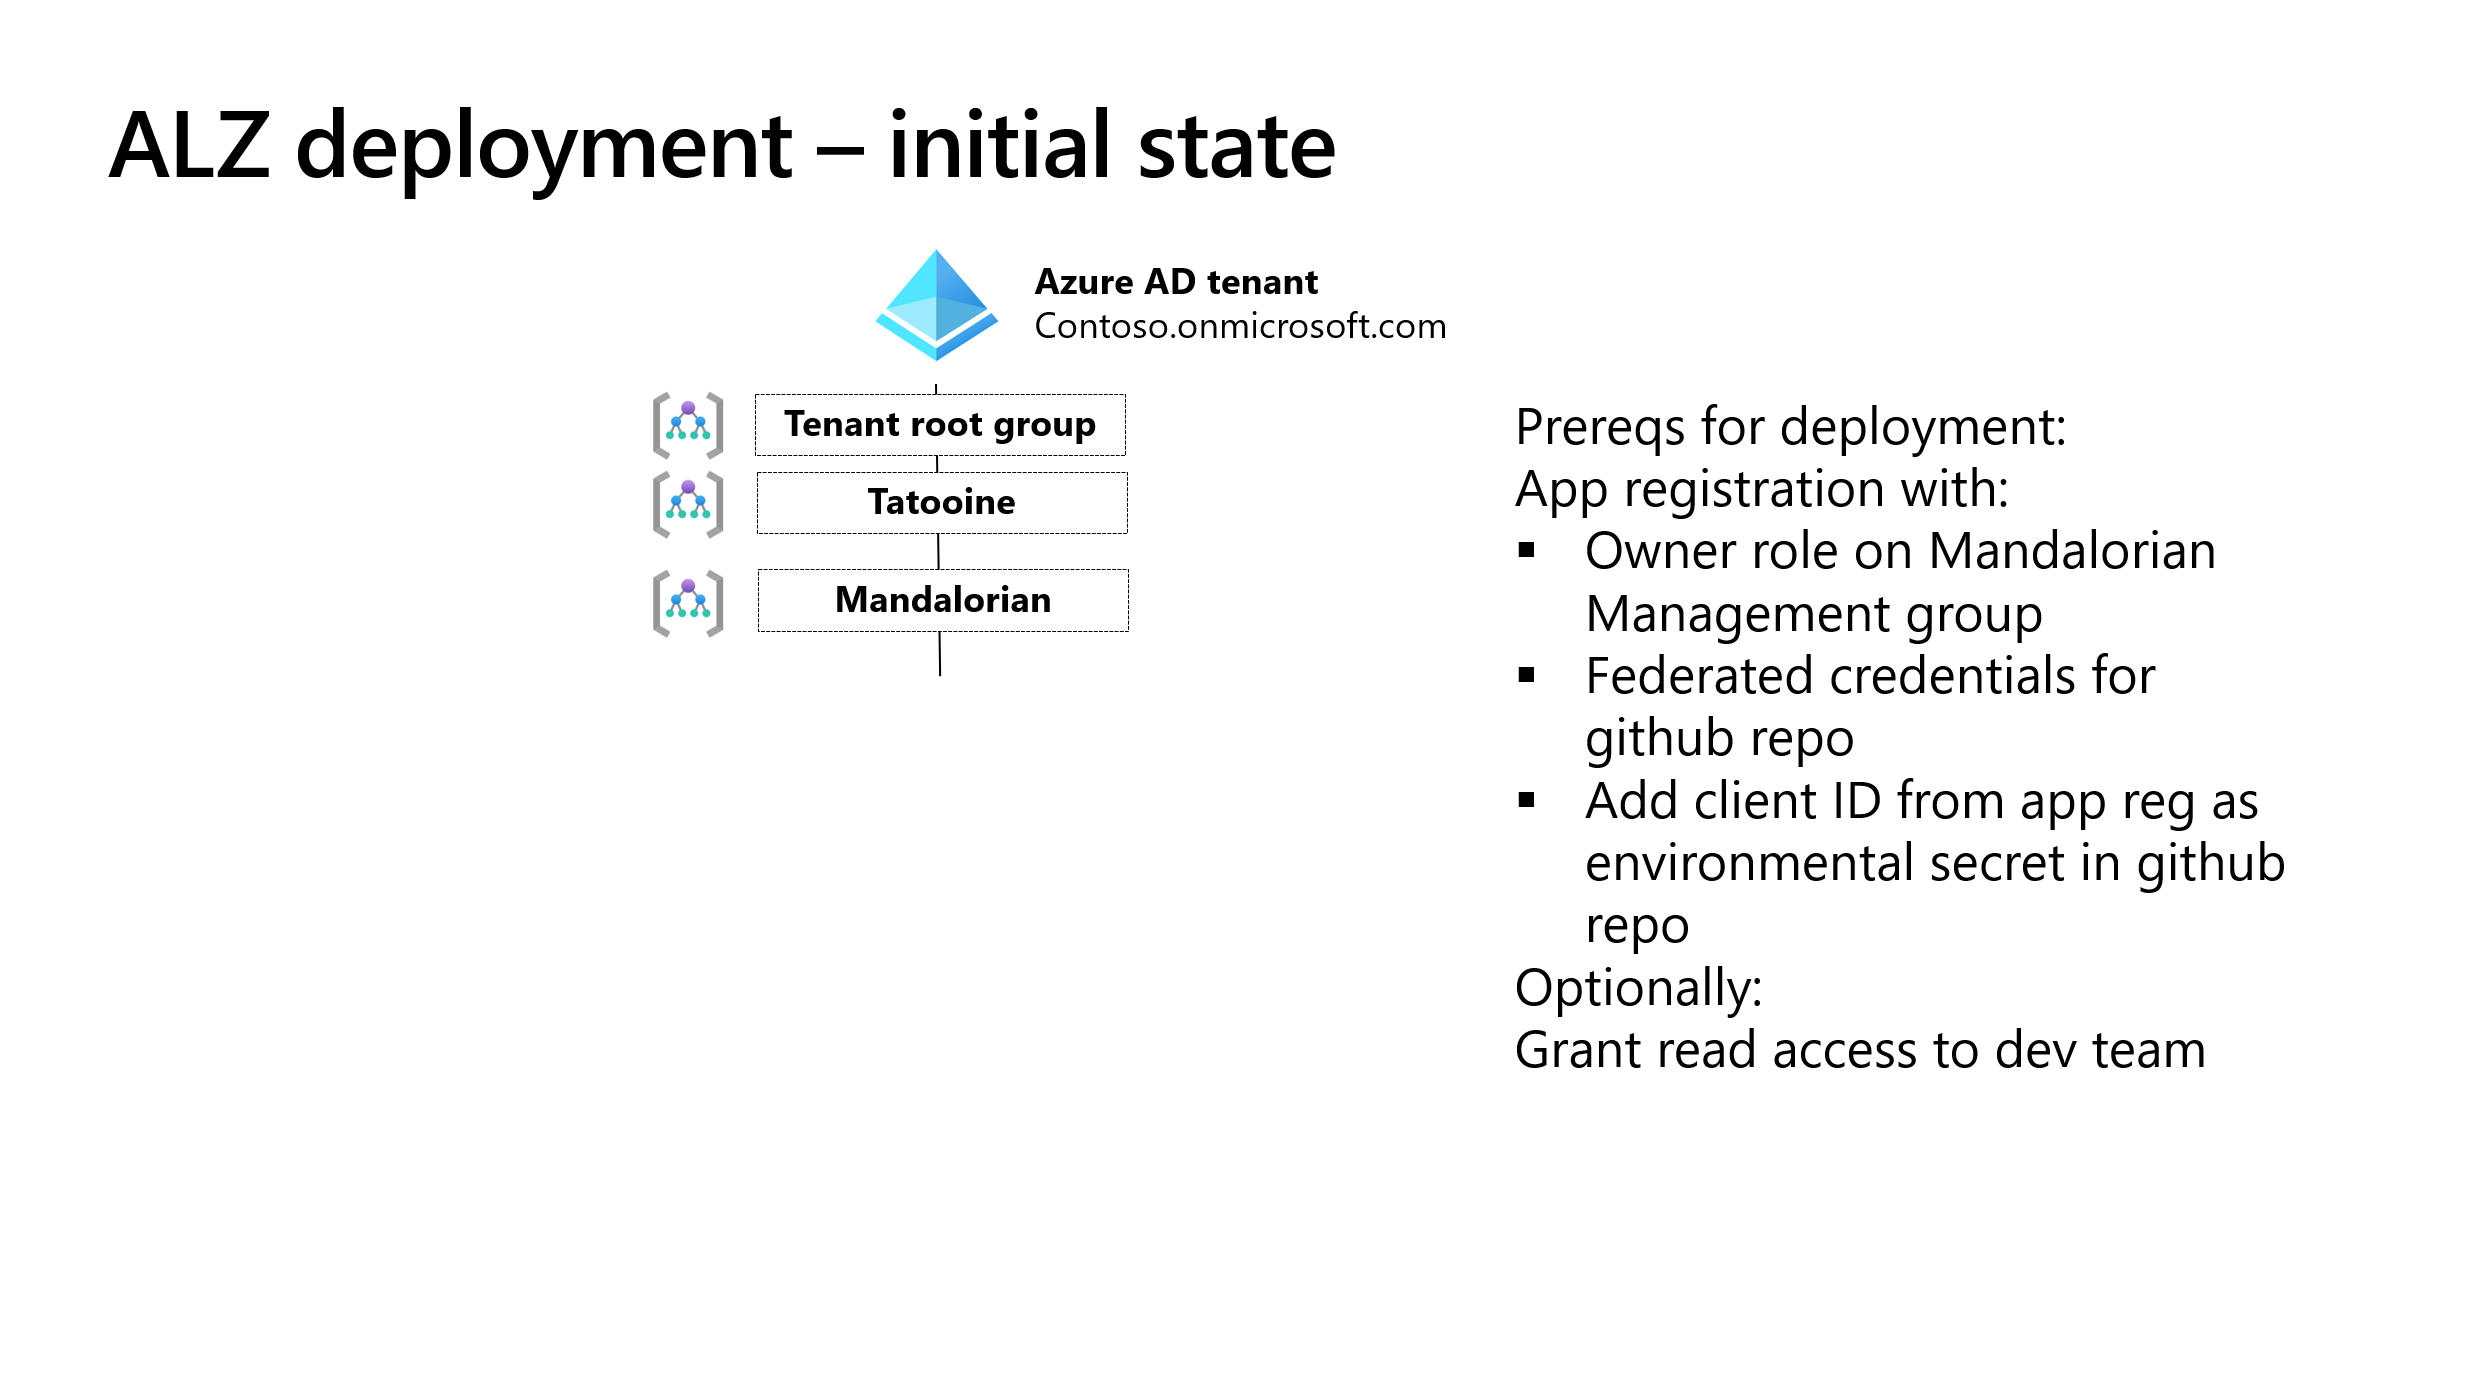 ALZ deployment – initial state
Azure AD tenant
Contoso.onmicrosoft.com
Tenant root group
Tatooine
Mandalorian
Prereqs for deployment:
App registration with:
▪ Owner role on Mandalorian
Management group
▪ Federated credentials for
github repo
▪ Add client ID from app reg as
environmental secret in github
repo
Optionally:
Grant read access to dev team